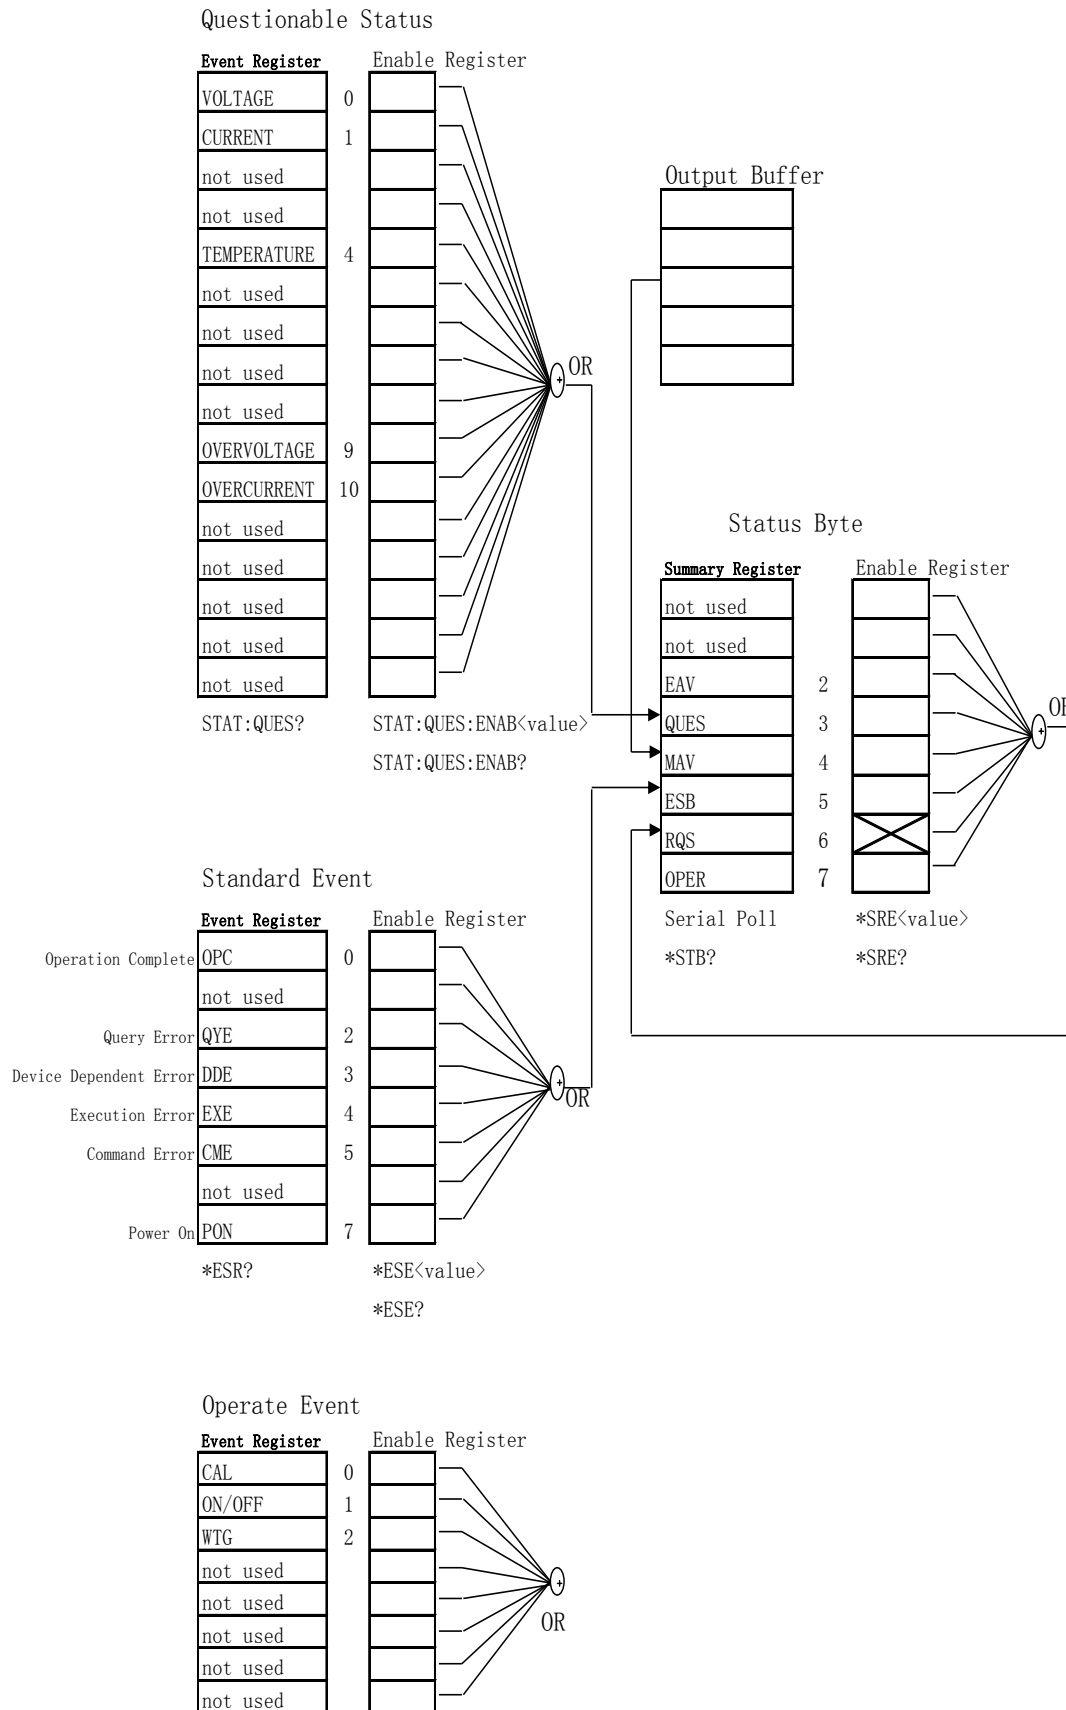 Questionable Status
Event Register Enable Register
VOLTAGE 0
CURRENT 1
not used
not used
TEMPERATURE 4
not used
not used
not used
not used
OVERVOLTAGE 9
OVERCURRENT 10
not used
not used
not used
not used
not used
STAT:QUES? STAT:QUES:ENAB<value>
STAT:QUES:ENAB?
+ OR
Output Buffer
Status Byte
Summary Register Enable Register
not used
not used
EAV 2
QUES 3
MAV 4
ESB 5
RQS 6
OPER 7
Serial Poll *SRE<value>
*STB? *SRE?
+
Standard Event
Event Register Enable Register
Operation Complete OPC 0
not used
Query Error QYE 2
Device Dependent Error DDE 3
Execution Error EXE 4
Command Error CME 5
not used
Power On PON 7
*ESR? *ESE<value>
*ESE?
+ OR
Operate Event
Event Register Enable Register
CAL 0
ON/OFF 1
WTG 2
not used
not used
not used
not used
not used
+
OR